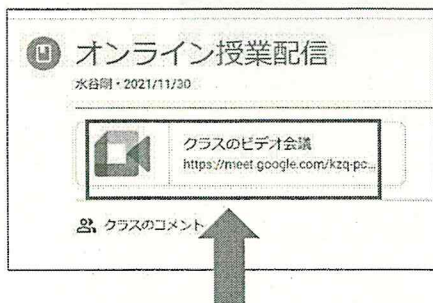 オンライン授業配信
水谷剛・2021/11/30
クラスのビデオ会議
https://meet.google.com/kzq-pc...
クラスのコメント